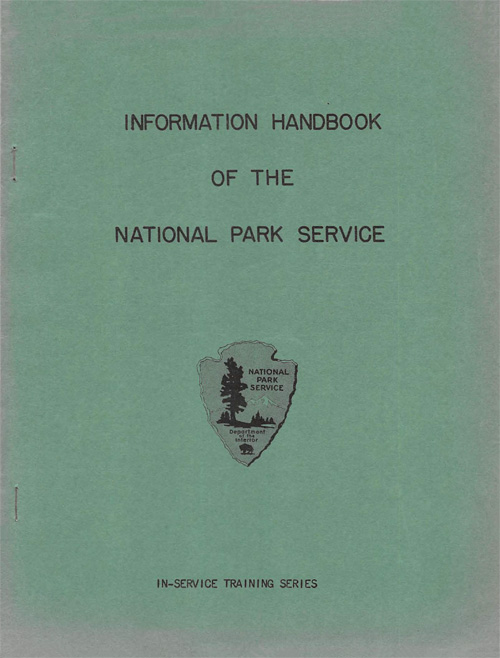 INFORMATION HANDBOOK
OF THE
NATIONAL PARK SERVICE
NATIONAL
PARK
SERVICE
Department
of the
Interior
IN-SERVICE TRAINING SERIES